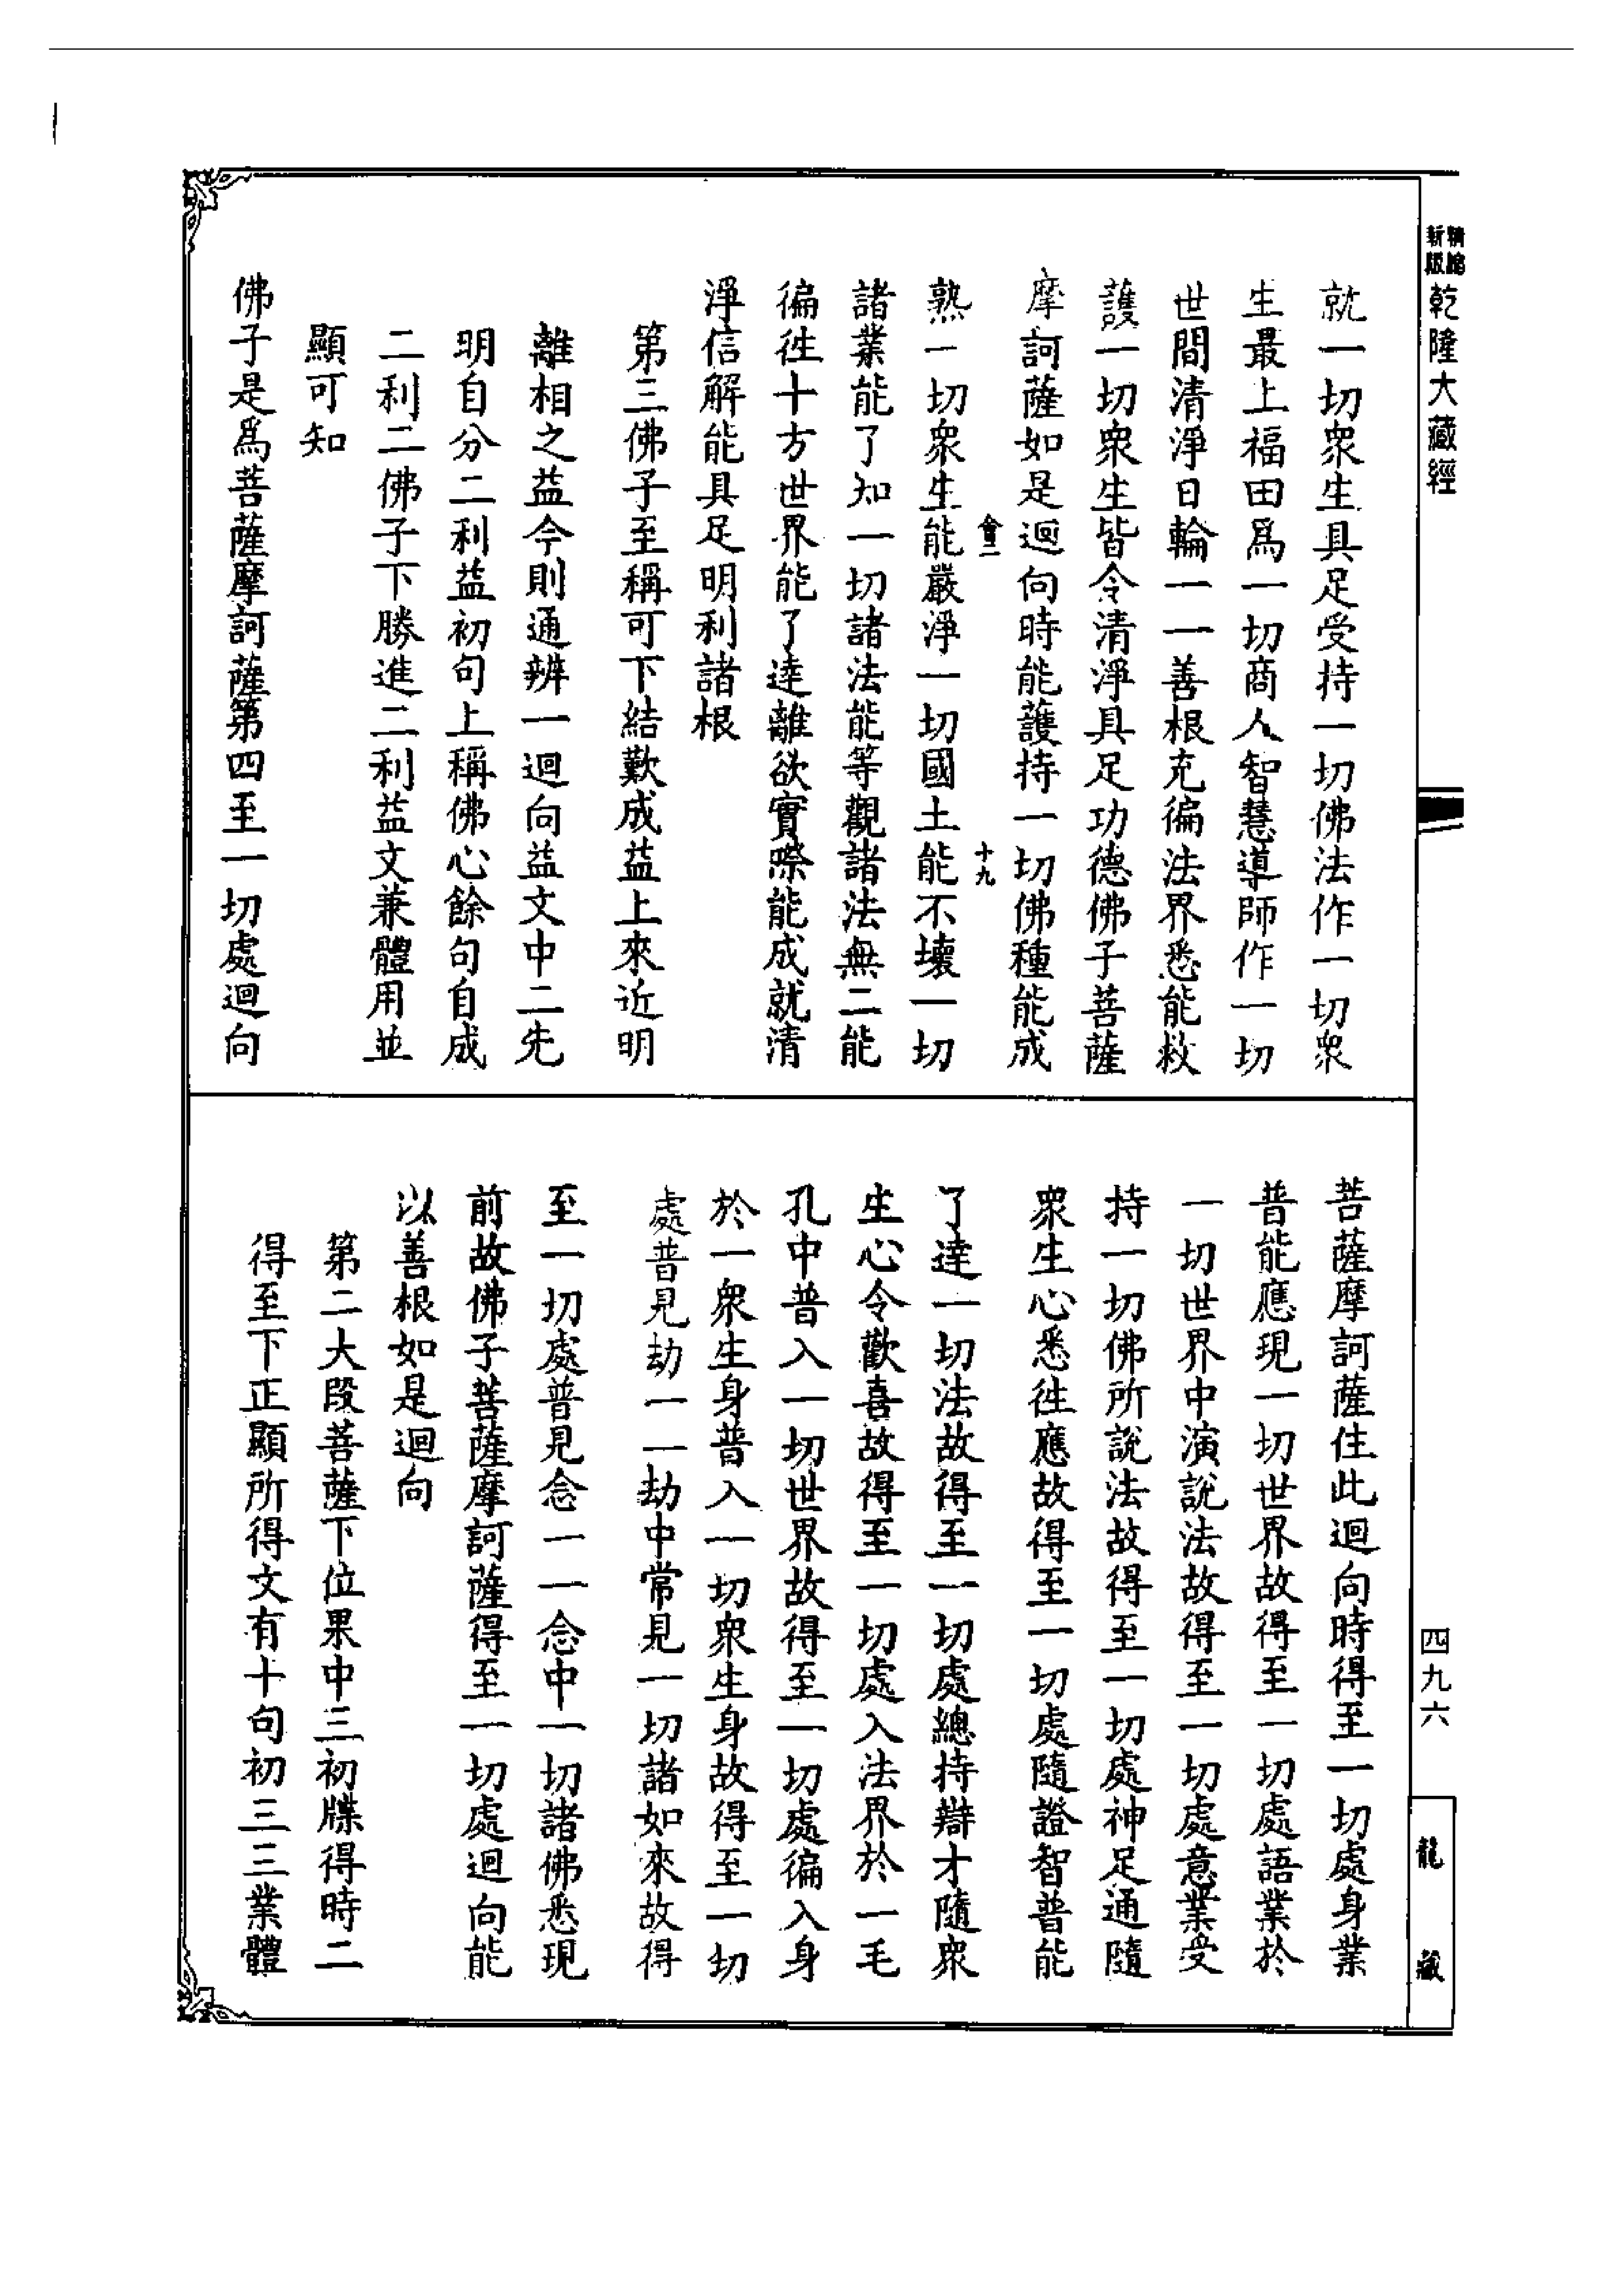 精縮
新版
乾隆大藏經
就一切衆生具足受持一切佛法作一切衆
生最上福田爲一切商人智慧導師作一切
世間清淨日輪一一善根充徧法界悉能救
護一切衆生皆令清淨具足功德佛子菩薩
摩訶薩如是迴向時能護持一切佛種能成
會二
十九
熟一切衆生能嚴淨一切國土能不壞一切
諸業能了知一切諸法能等觀諸法無二能
徧徃十方世界能了達離欲實際能成就清
淨信解能具足明利諸根
第三佛子至稱可下結歎成益上來近明
離相之益今則通辨一迴向益文中二先
明自分二利益初句上稱佛心餘句自成
二利二佛子下勝進二利益文兼體用並
顯可知
佛子是爲菩薩摩訶薩第四至一切處迴向
四九六
龍藏
菩薩摩訶薩住此迴向時得至一切處身業
普能應現一切世界故得至一切處語業於
一切世界中演說法故得至一切處意業受
持一切佛所說法故得至一切處神足通隨
衆生心悉徃應故得至一切處隨證智普能
了達一切法故得至一切處總持辯才隨衆
生心令歡喜故得至一切處入法界於一毛
孔中普入一切世界故得至一切處徧入身
於一衆生身普入一切衆生身故得至一切
處普見劫一一劫中常見一切諸如來故得
至一切處普見念一一念中一切諸佛悉現
前故佛子菩薩摩訶薩得至一切處迴向能
以善根如是迴向
第二大段菩薩下位果中三初牒得時二
得至下正顯所得文有十句初三三業體